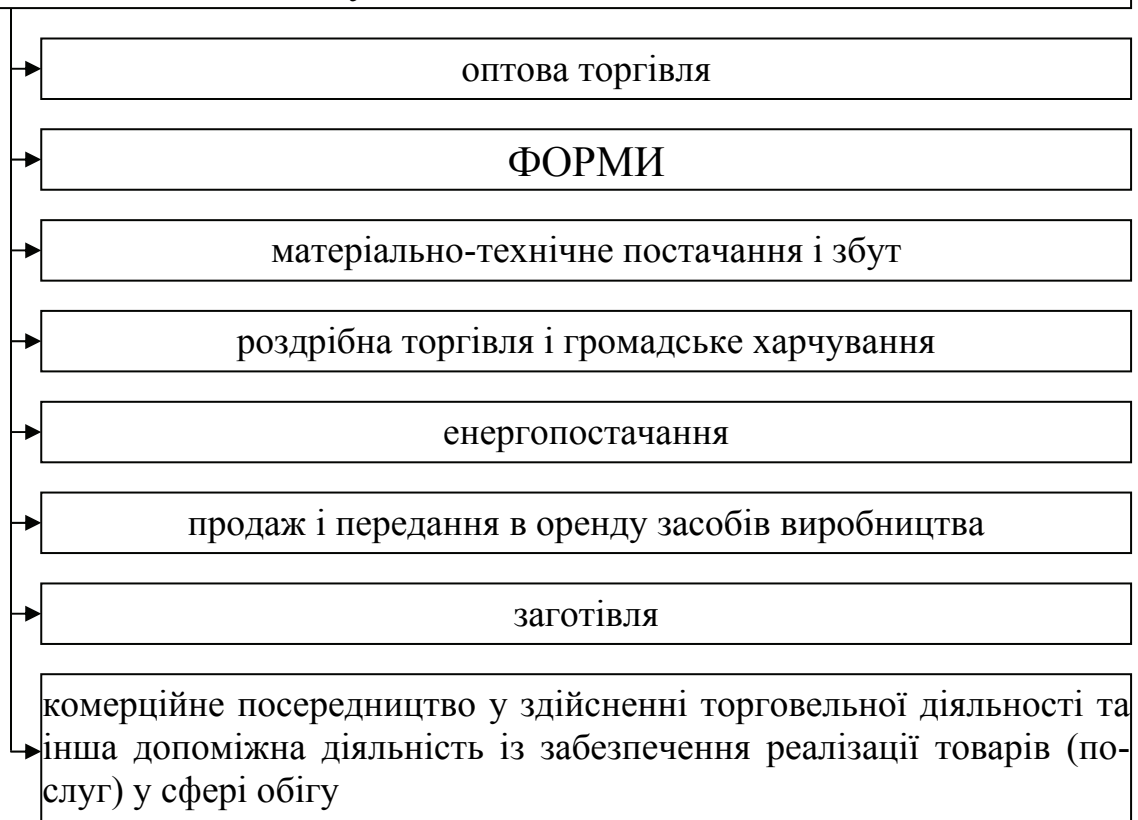 оптова торгівля
ФОРМИ
матеріально-технічне постачання і збут
роздрібна торгівля і громадське харчування
енергопостачання
продаж і передання в оренду засобів виробництва
заготівля
комерційне посередництво у здійсненні торговельної діяльності та
інша допоміжна діяльність із забезпечення реалізації товарів (по-
слуг) у сфері обігу